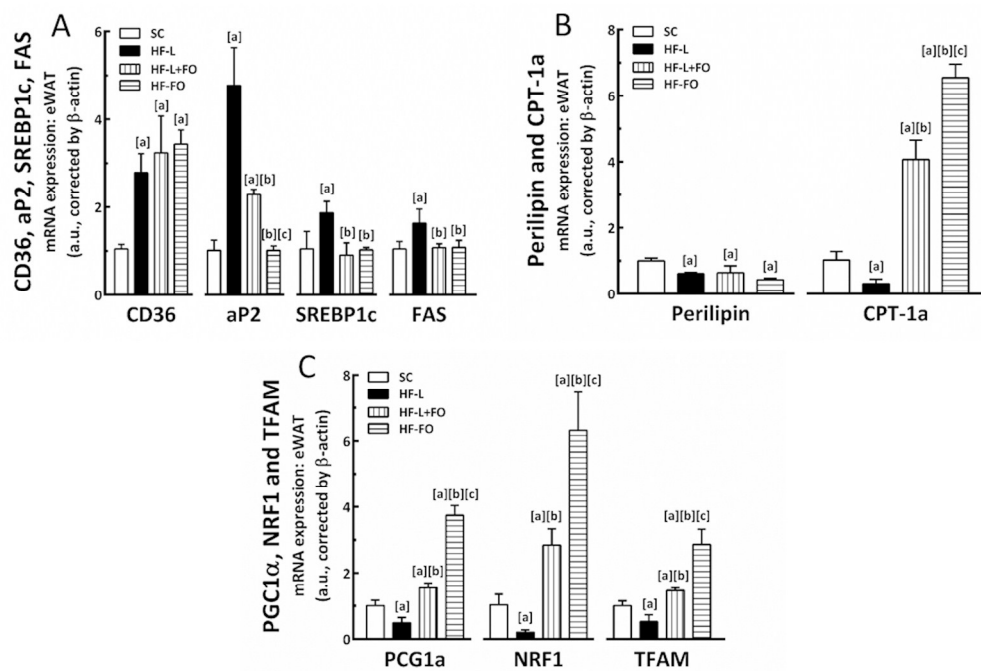 A
CD36, aP2, SREBP1c, FAS
mRNA expression: eWAT
(a.u., corrected by β-actin)
SC
HF-L
HF-L+FO
HF-FO
6
4
2
0
[a]
[a]
[a]
[a]
[a][b]
[b][c]
[a]
[b]
[b]
[a]
[b]
[b]
CD36
aP2
SREBP1c
FAS
B
Perilipin and CPT-1a
mRNA expression: eWAT
(a.u., corrected by β-actin)
SC
HF-L
HF-L+FO
HF-FO
8
6
4
2
0
[a]
[a]
[a]
[a]
[a][b]
[a][b][c]
Perilipin
CPT-1a
C
PGC1α, NRF1 and TFAM
mRNA expression: eWAT
(a.u., corrected by β-actin)
SC
HF-L
HF-L+FO
HF-FO
8
6
4
2
0
[a]
[a][b]
[a][b][c]
[a]
[a][b]
[a][b][c]
[a]
[a][b]
[a][b][c]
PCG1a
NRF1
TFAM